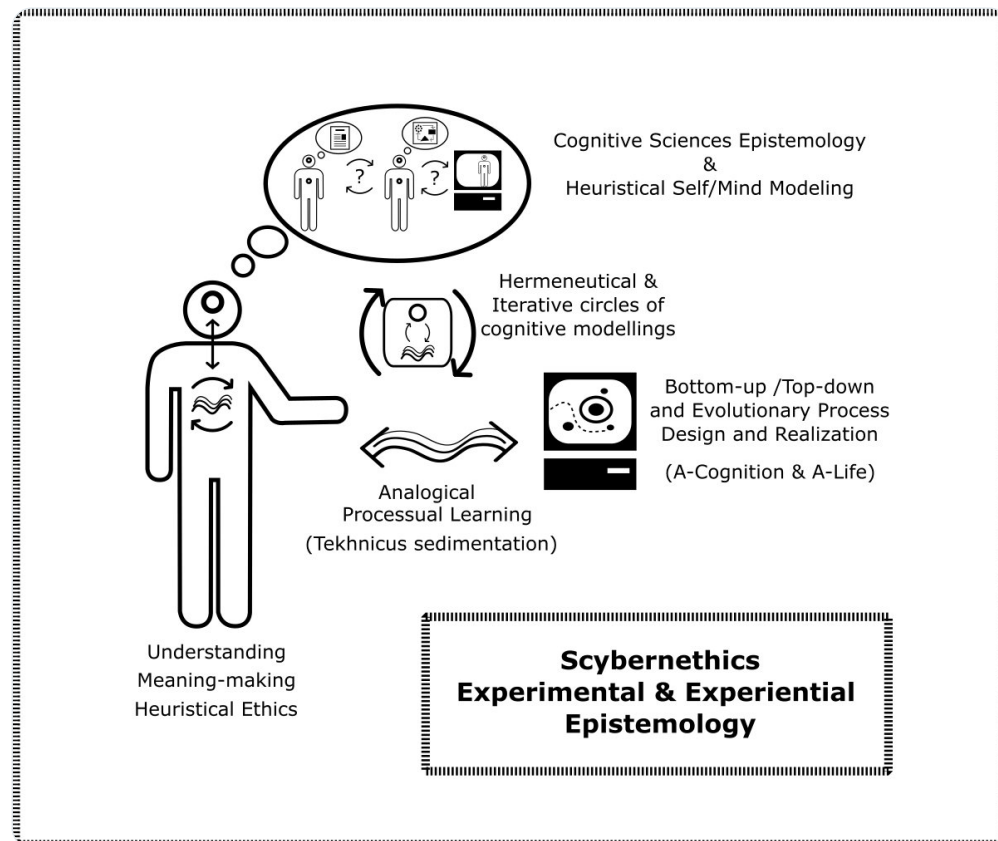 Cognitive Sciences Epistemology
&
Heuristical Self/Mind Modeling
?
?
Hermeneutical &
Iterative circles of
cognitive modellings
Bottom-up /Top-down
and Evolutionary Process
Design and Realization
(A-Cognition & A-Life)
Analogical
Processual Learning
(Tekhnicus sedimentation)
Understanding
Meaning-making
Heuristical Ethics
Scybernethics
Experimental & Experiential
Epistemology